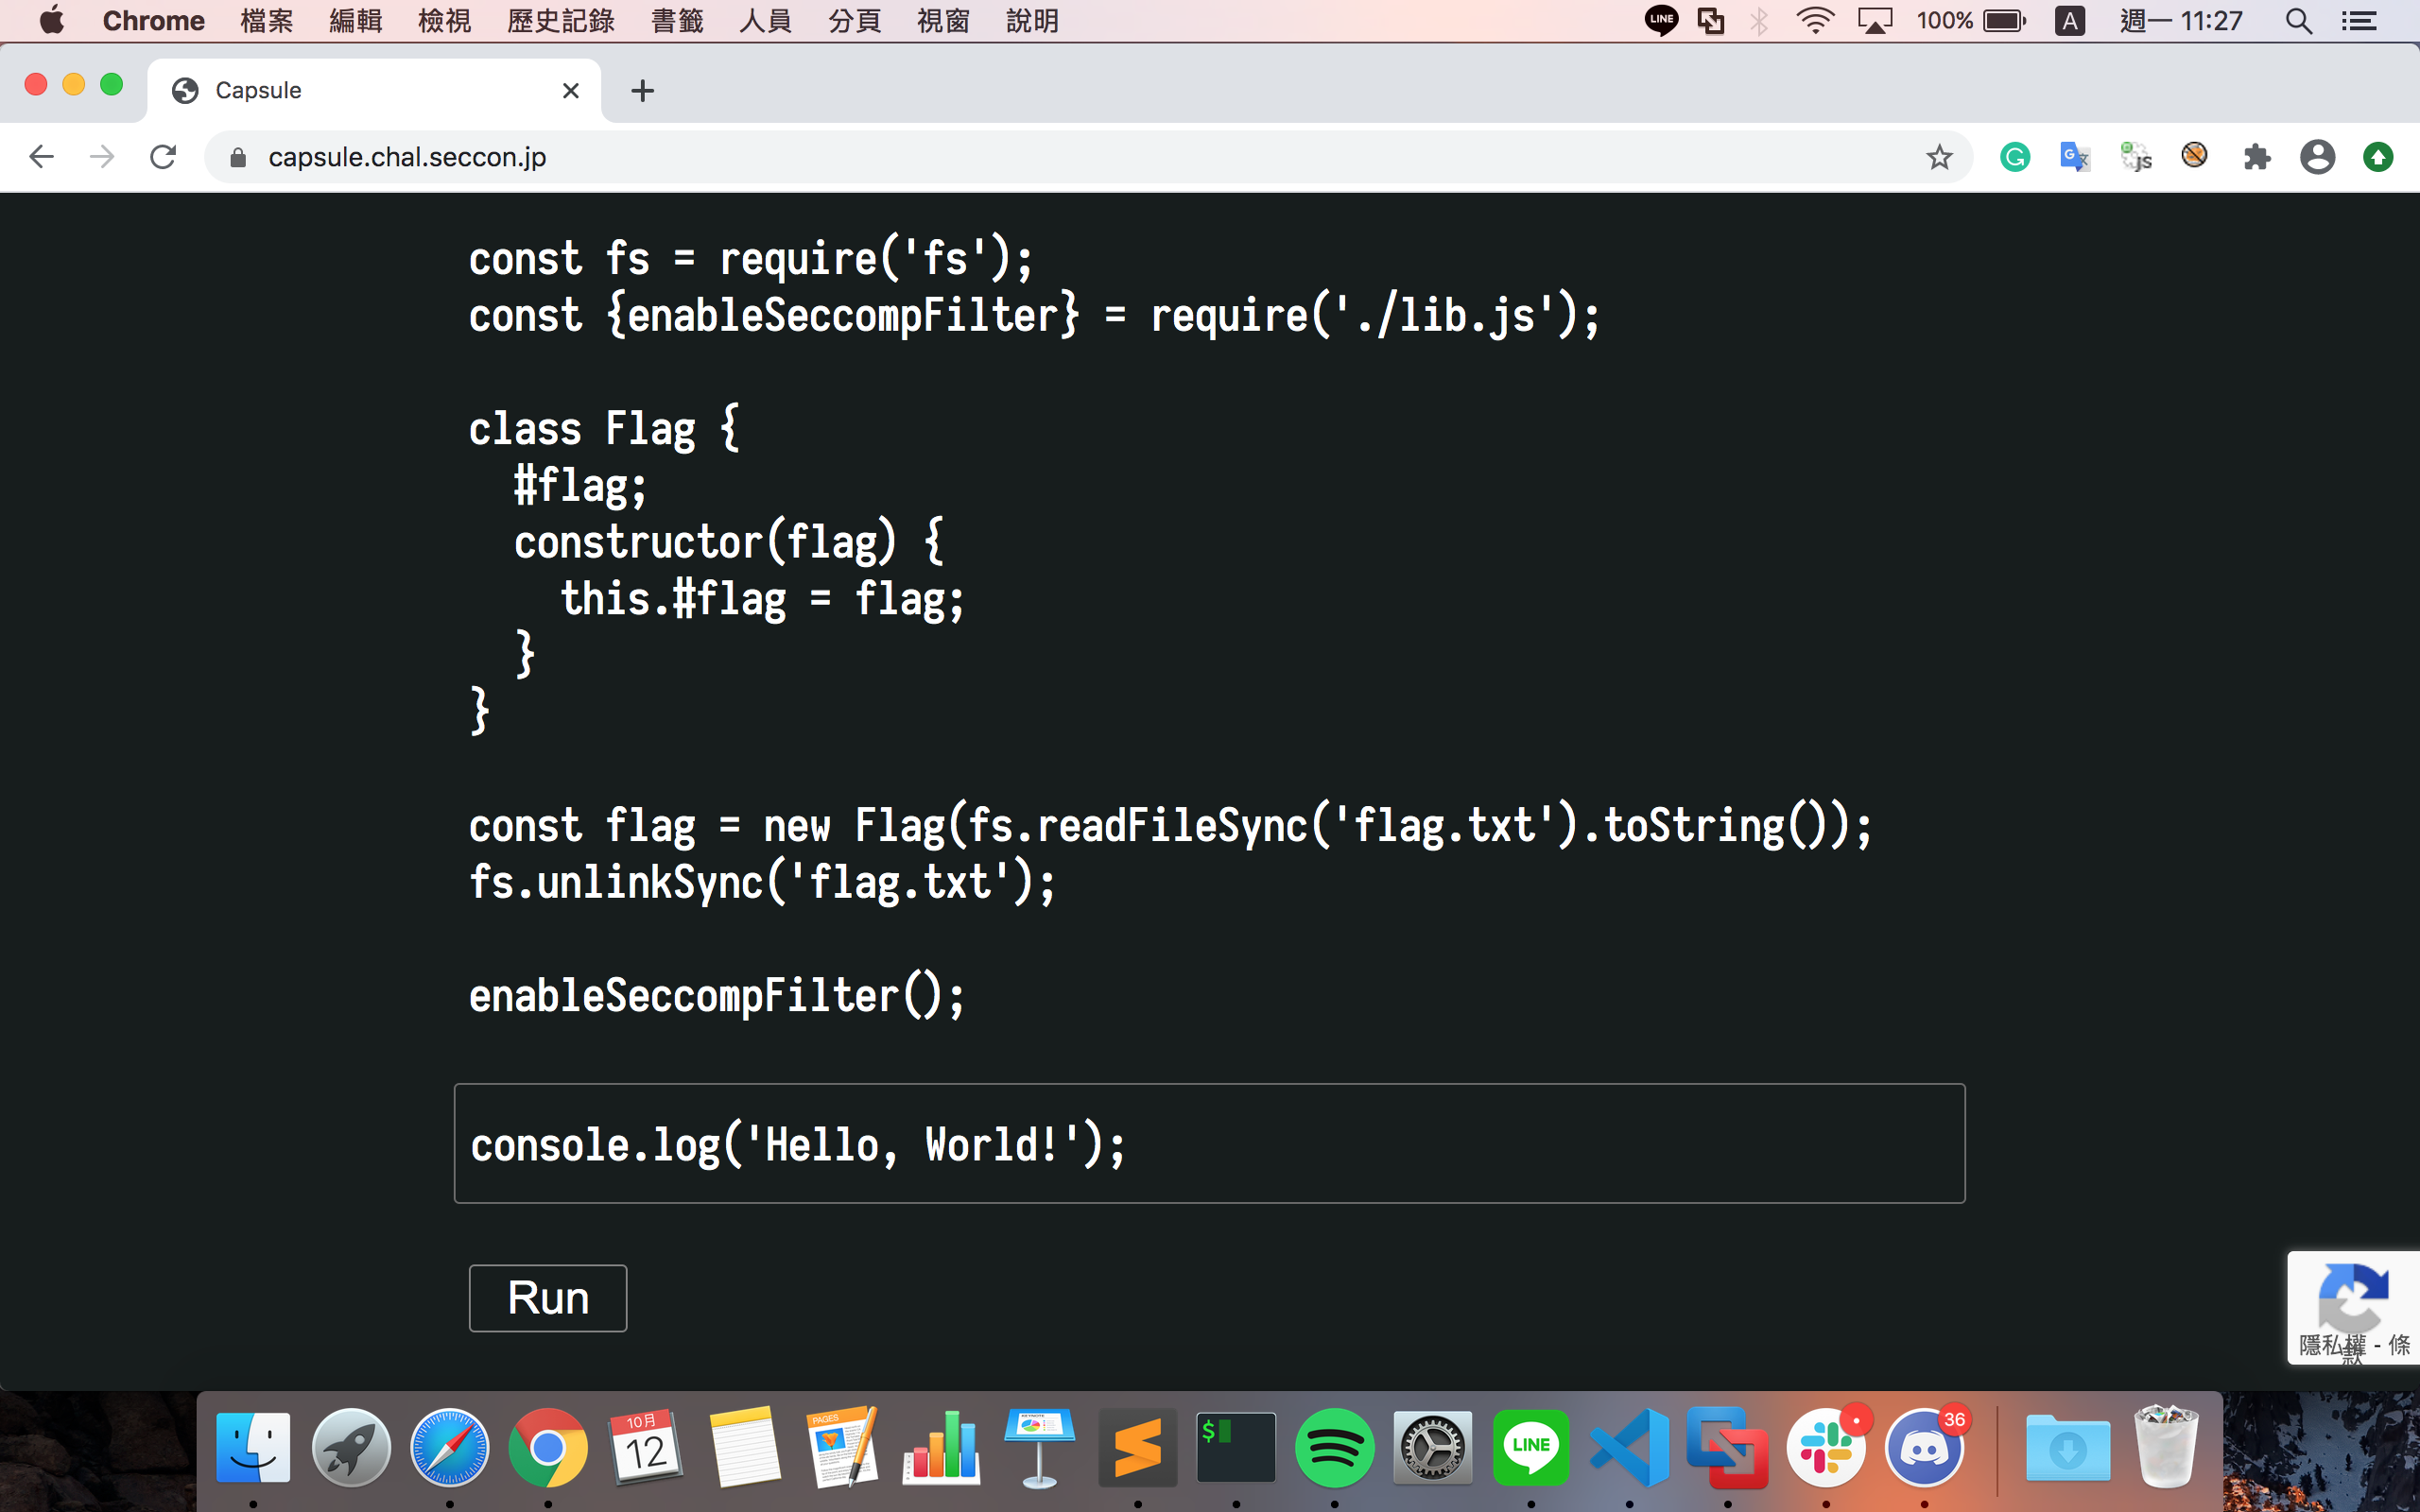 Chrome 檔案 編輯 檢視 歷史記錄 書籤 人員 分頁 視窗 說明 LINE 100% A 週一 11:27
Capsule
capsule.chal.seccon.jp
const fs = require('fs');
const {enableSeccompFilter} = require('./lib.js');
class Flag {
  #flag;
  constructor(flag) {
    this.#flag = flag;
  }
}
const flag = new Flag(fs.readFileSync('flag.txt').toString());
fs.unlinkSync('flag.txt');
enableSeccompFilter();
console.log('Hello, World!');
Run
隱私權 - 條
款
10月
12
PAGES
$
LINE
36